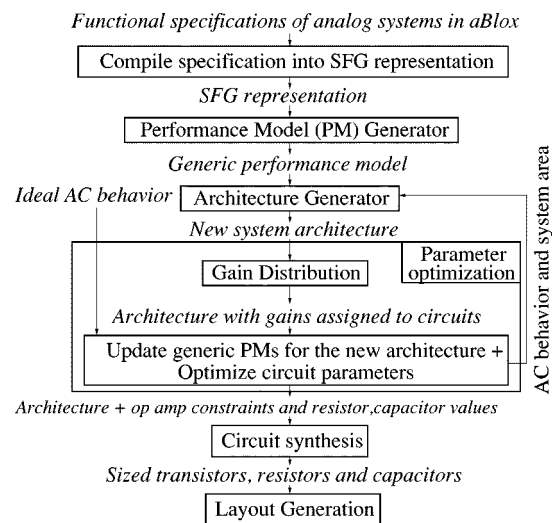 Functional specifications of analog systems in aBlox
Compile specification into SFG representation
SFG representation
Performance Model (PM) Generator
Generic performance model
Ideal AC behavior
Architecture Generator
New system architecture
Parameter
optimization
Gain Distribution
Architecture with gains assigned to circuits
Update generic PMs for the new architecture +
Optimize circuit parameters
AC behavior and system area
Architecture + op amp constraints and resistor,capacitor values
Circuit synthesis
Sized transistors, resistors and capacitors
Layout Generation